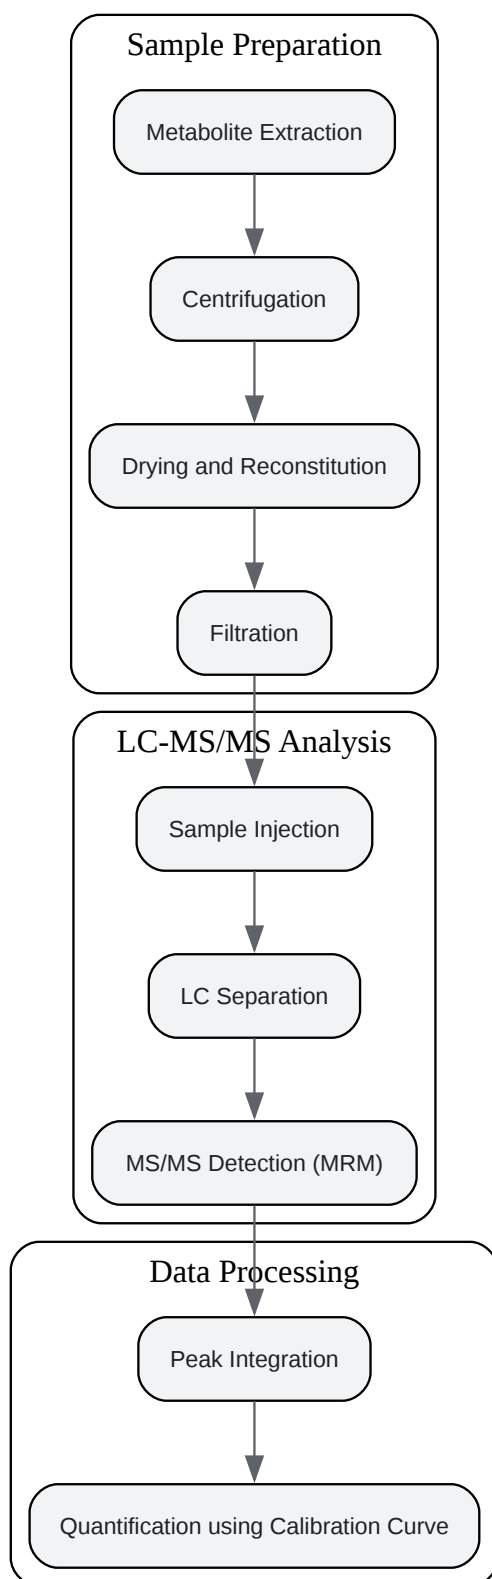 Sample Preparation
Metabolite Extraction
Centrifugation
Drying and Reconstitution
Filtration
LC-MS/MS Analysis
Sample Injection
LC Separation
MS/MS Detection (MRM)
Data Processing
Peak Integration
Quantification using Calibration Curve